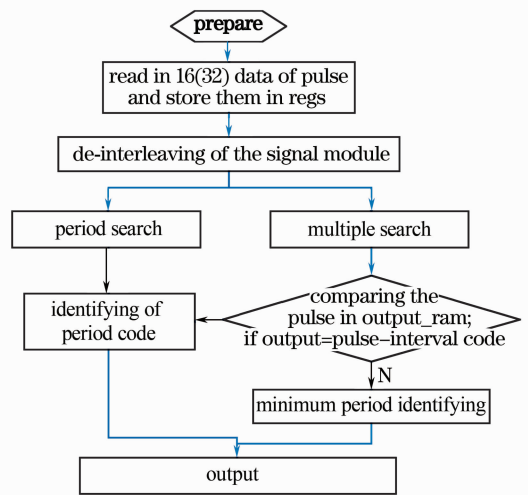 prepare
read in 16(32) data of pulse
and store them in regs
de-interleaving of the signal module
period search
multiple search
identifying of
period code
comparing the
pulse in output_ram;
if output=pulse−interval code
N
minimum period identifying
output